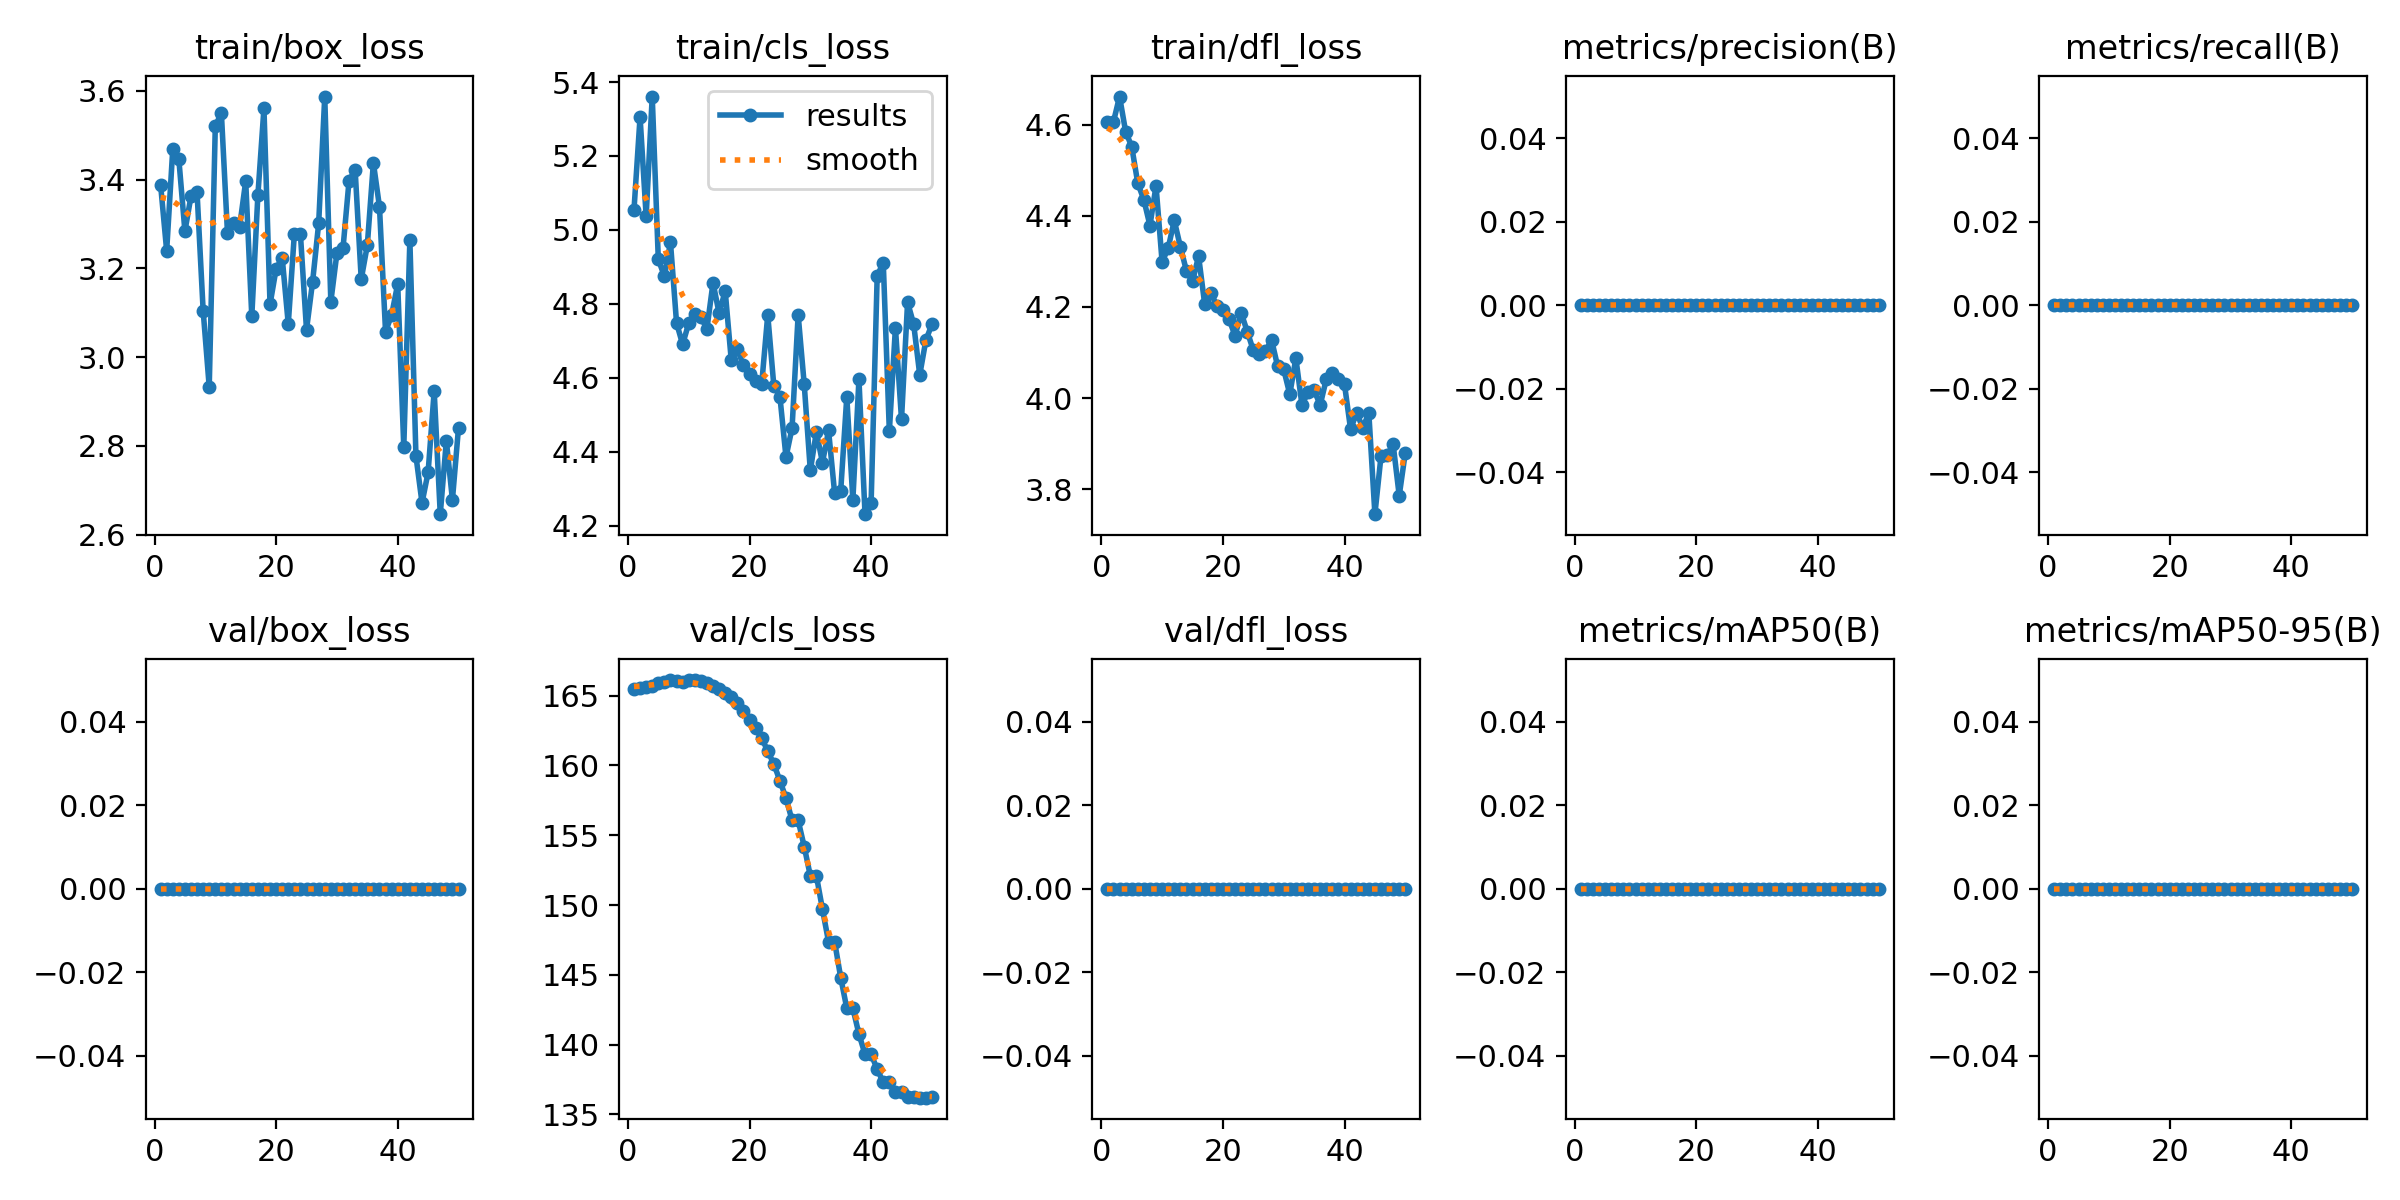 train/box_loss
3.6
3.4
3.2
3.0
2.8
2.6
0 20 40
train/cls_loss
results
smooth
5.4
5.2
5.0
4.8
4.6
4.4
4.2
0 20 40
train/dfl_loss
4.6
4.4
4.2
4.0
3.8
0 20 40
metrics/precision(B)
0.04
0.02
0.00
−0.02
−0.04
0 20 40
metrics/recall(B)
0.04
0.02
0.00
−0.02
−0.04
0 20 40
val/box_loss
0.04
0.02
0.00
−0.02
−0.04
0 20 40
val/cls_loss
165
160
155
150
145
140
135
0 20 40
val/dfl_loss
0.04
0.02
0.00
−0.02
−0.04
0 20 40
metrics/mAP50(B)
0.04
0.02
0.00
−0.02
−0.04
0 20 40
metrics/mAP50-95(B)
0.04
0.02
0.00
−0.02
−0.04
0 20 40